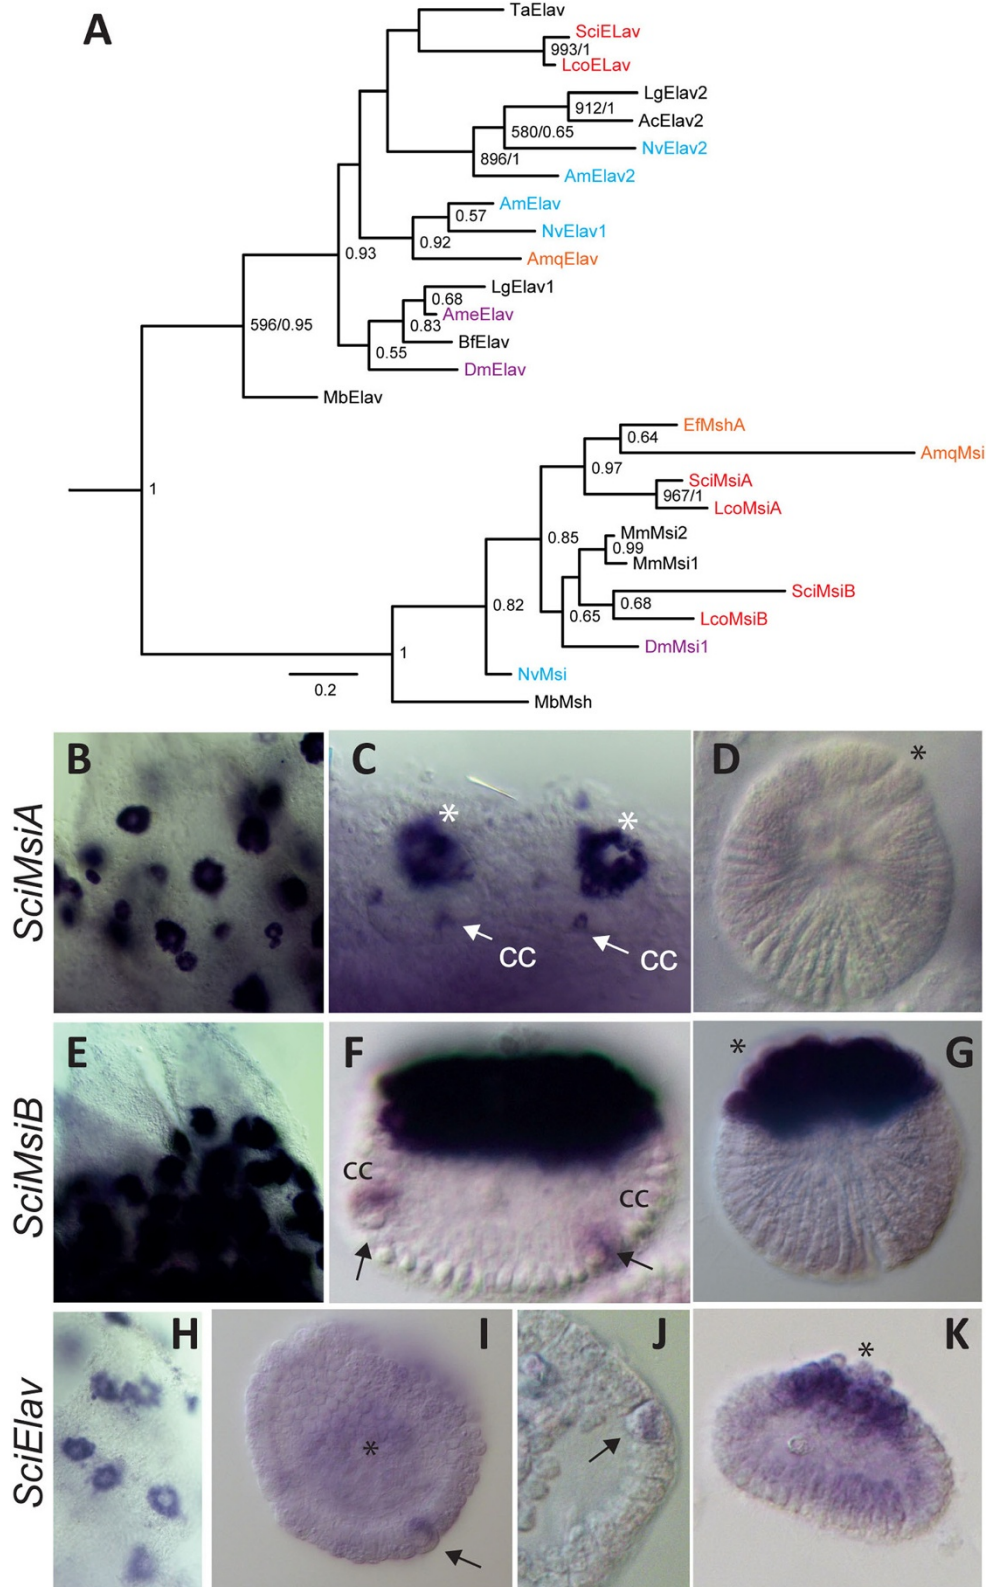 A
TaElav
SciELav
993/1
LcoELav
LgElav2
912/1
AcElav2
580/0.65
NvElav2
896/1
AmElav2
AmElav
0.57
NvElav1
0.92
0.93
AmqElav
LgElav1
0.68
AmeElav
0.83
596/0.95
BfElav
0.55
DmElav
MbElav
EfMshA
0.64
AmqMsi
0.97
SciMsiA
1
967/1
LcoMsiA
MmMsi2
0.85
0.99
MmMsi1
SciMsiB
0.82
0.68
0.65
LcoMsiB
DmMsi1
1
NvMsi
0.2
MbMsh
SciMsiA
B
C
*
*
cc
cc
D
*
SciMsiB
E
F
cc
cc
G
*
SciElav
H
I
*
J
K
*